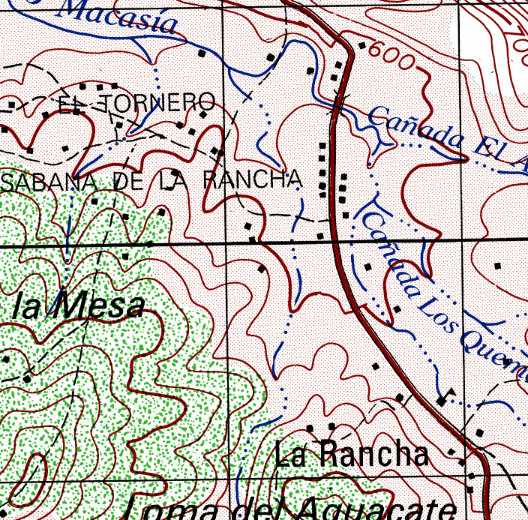 Macasía
600
EL TORNERO
Cañada El
SABANA DE LA RANCHA
la Mesa
Cañada Los
La Rancha
Loma del Aguacate